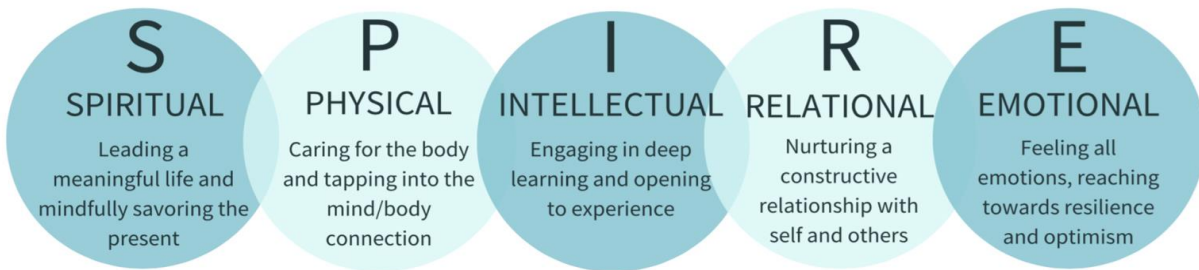 S
SPIRITUAL
Leading a
meaningful life and
mindfully savoring the
present
P
PHYSICAL
Caring for the body
and tapping into the
mind/body
connection
I
INTELLECTUAL
Engaging in deep
learning and opening
to experience
R
RELATIONAL
Nurturing a
constructive
relationship with
self and others
E
EMOTIONAL
Feeling all
emotions, reaching
towards resilience
and optimism